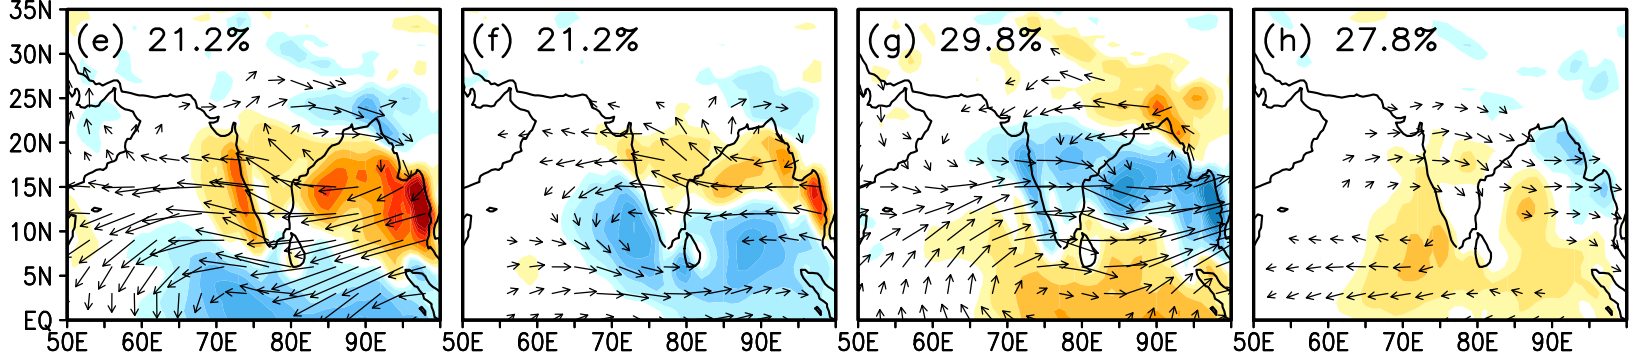 35N
30N
25N
20N
15N
10N
5N
EQ
(e) 21.2%
50E 60E 70E 80E 90E
(f) 21.2%
50E 60E 70E 80E 90E
(g) 29.8%
50E 60E 70E 80E 90E
(h) 27.8%
50E 60E 70E 80E 90E